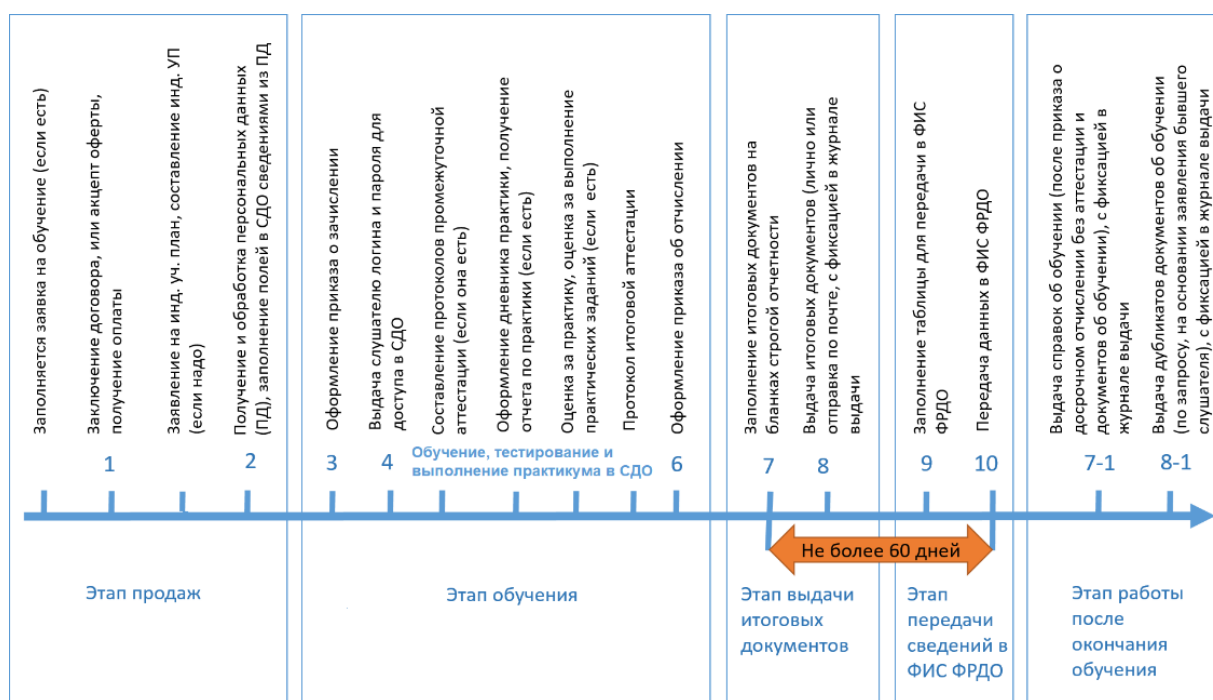 Заполняется заявка на обучение (если есть)
Заключение договора, или акцепт оферты,
получение оплаты
Заявление на инд. уч. план, составление инд. УП
(если надо)
Получение и обработка персональных данных
(ПД), заполнение полей в СДО сведениями из ПД
1
2
Этап продаж
Оформление приказа о зачислении
Выдача слушателю логина и пароля для
доступа в СДО
Составление протоколов промежуточной
аттестации (если она есть)
Оформление дневника практики, получение
отчета по практики (если есть)
Оценка за практику, оценка за выполнение
практических заданий (если есть)
Протокол итоговой аттестации
Оформление приказа об отчислении
3
4
Обучение, тестирование и
выполнение практикума в СДО
6
Этап обучения
Заполнение итоговых документов на
бланках строгой отчетности
Выдача итоговых документов (лично или
отправка по почте, с фиксацией в журнале
выдачи
7
8
Этап выдачи
итоговых
документов
Заполнение таблицы для передачи в ФИС
ФРДО
Передача данных в ФИС ФРДО
9
10
Не более 60 дней
Этап
передачи
сведений в
ФИС ФРДО
Выдача справок об обучении (после приказа о
досрочном отчислении без аттестации и
документов об обучении), с фиксацией в
журнале выдачи
Выдача дубликатов документов об обучении
(по запросу, на основании заявления бывшего
слушателя), с фиксацией в журнале выдачи
7-1
8-1
Этап работы
после
окончания
обучения